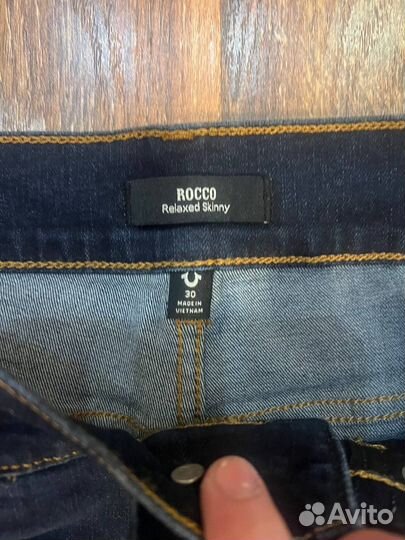 ROCCO
Relaxed Skinny
30
MADE IN
VIETNAM
Avito